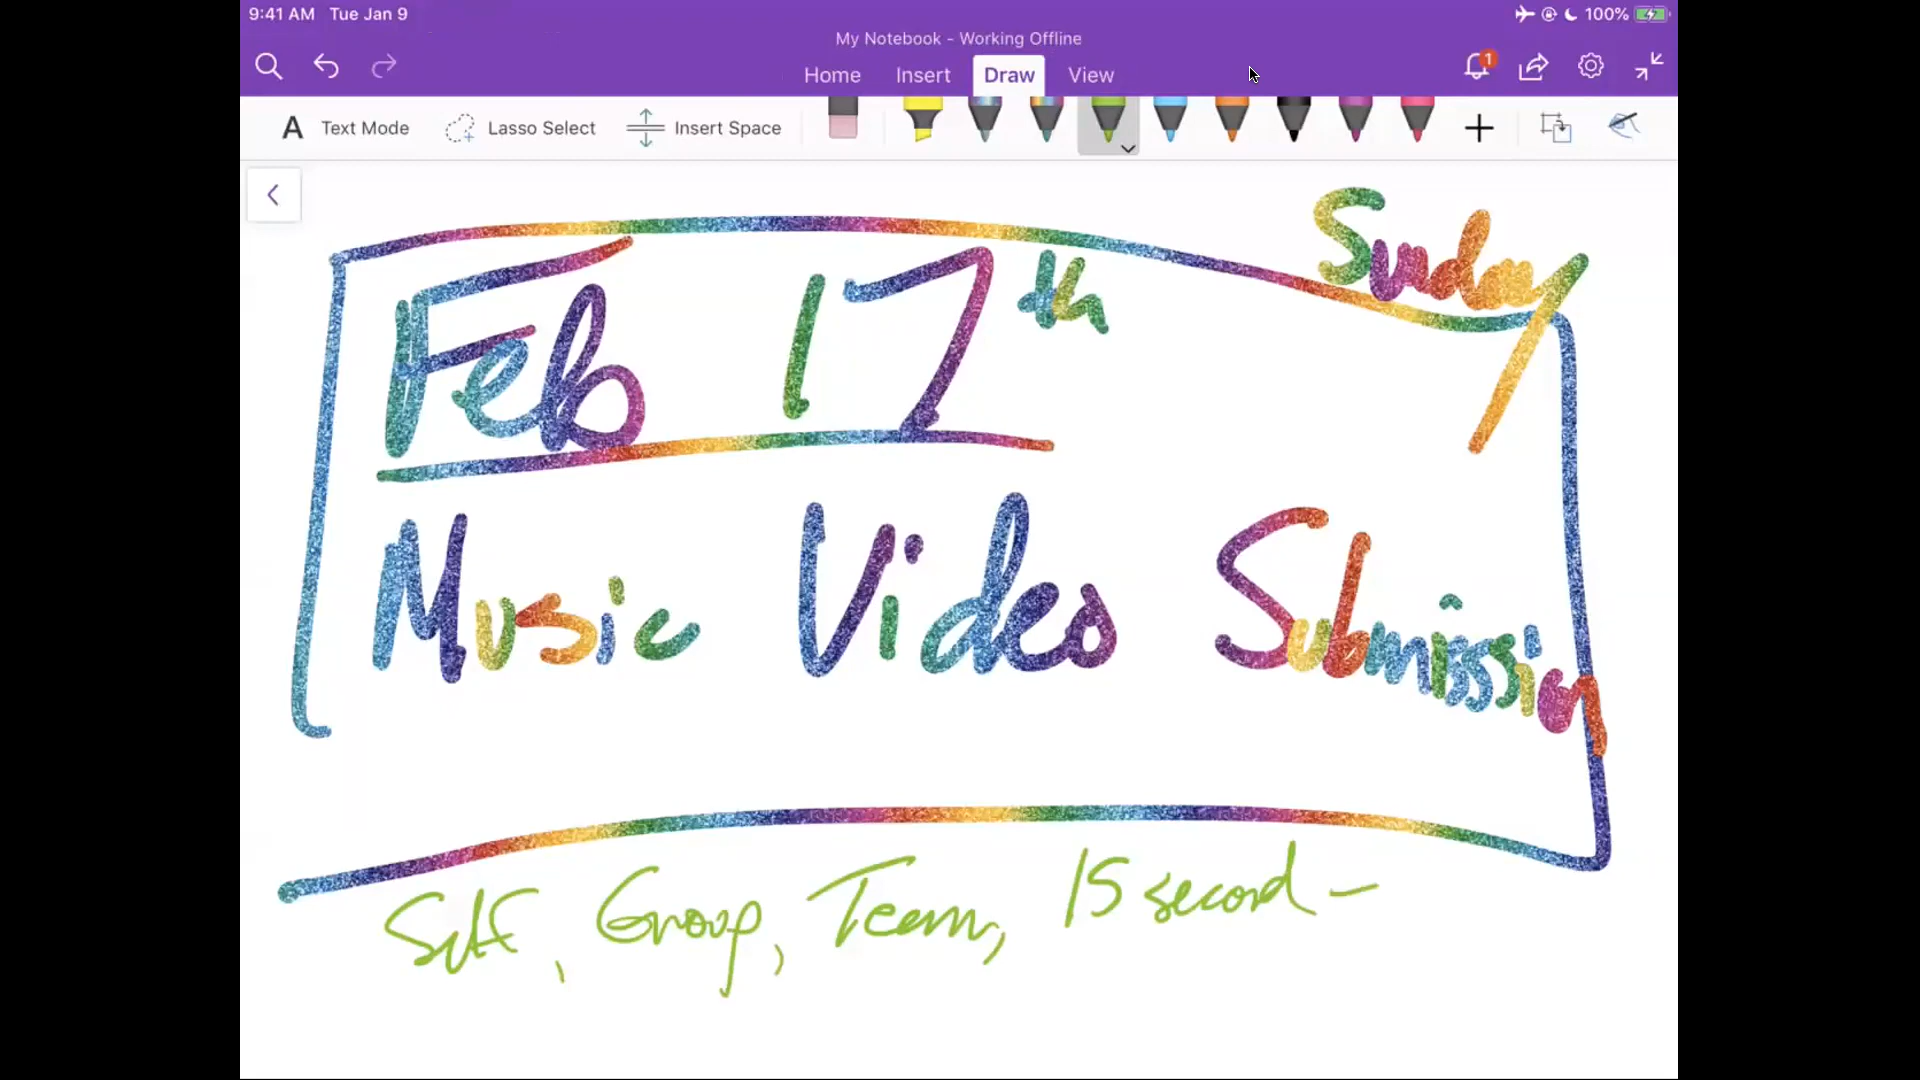 9:41 AM Tue Jan 9 100%
My Notebook - Working Offline
Home Insert Draw View 1
A Text Mode Lasso Select Insert Space
Sunday
Feb 17th
Music Video Submission
Self, Group, Team, 15 second -